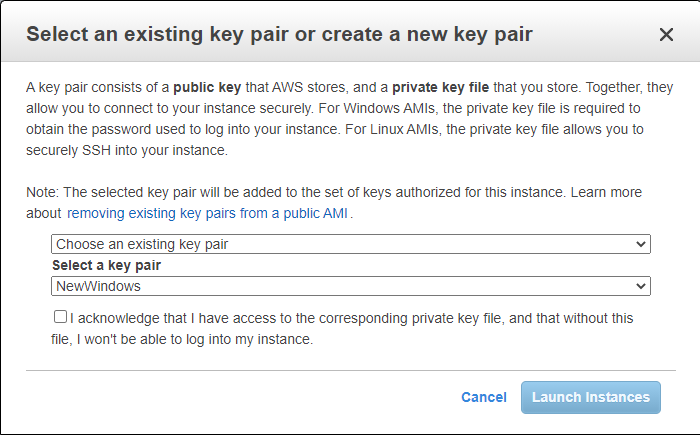 Select an existing key pair or create a new key pair
A key pair consists of a public key that AWS stores, and a private key file that you store. Together, they
allow you to connect to your instance securely. For Windows AMIs, the private key file is required to
obtain the password used to log into your instance. For Linux AMIs, the private key file allows you to
securely SSH into your instance.
Note: The selected key pair will be added to the set of keys authorized for this instance. Learn more
about removing existing key pairs from a public AMI.
Choose an existing key pair
Select a key pair
NewWindows
I acknowledge that I have access to the corresponding private key file, and that without this
file, I won't be able to log into my instance.
Cancel Launch Instances